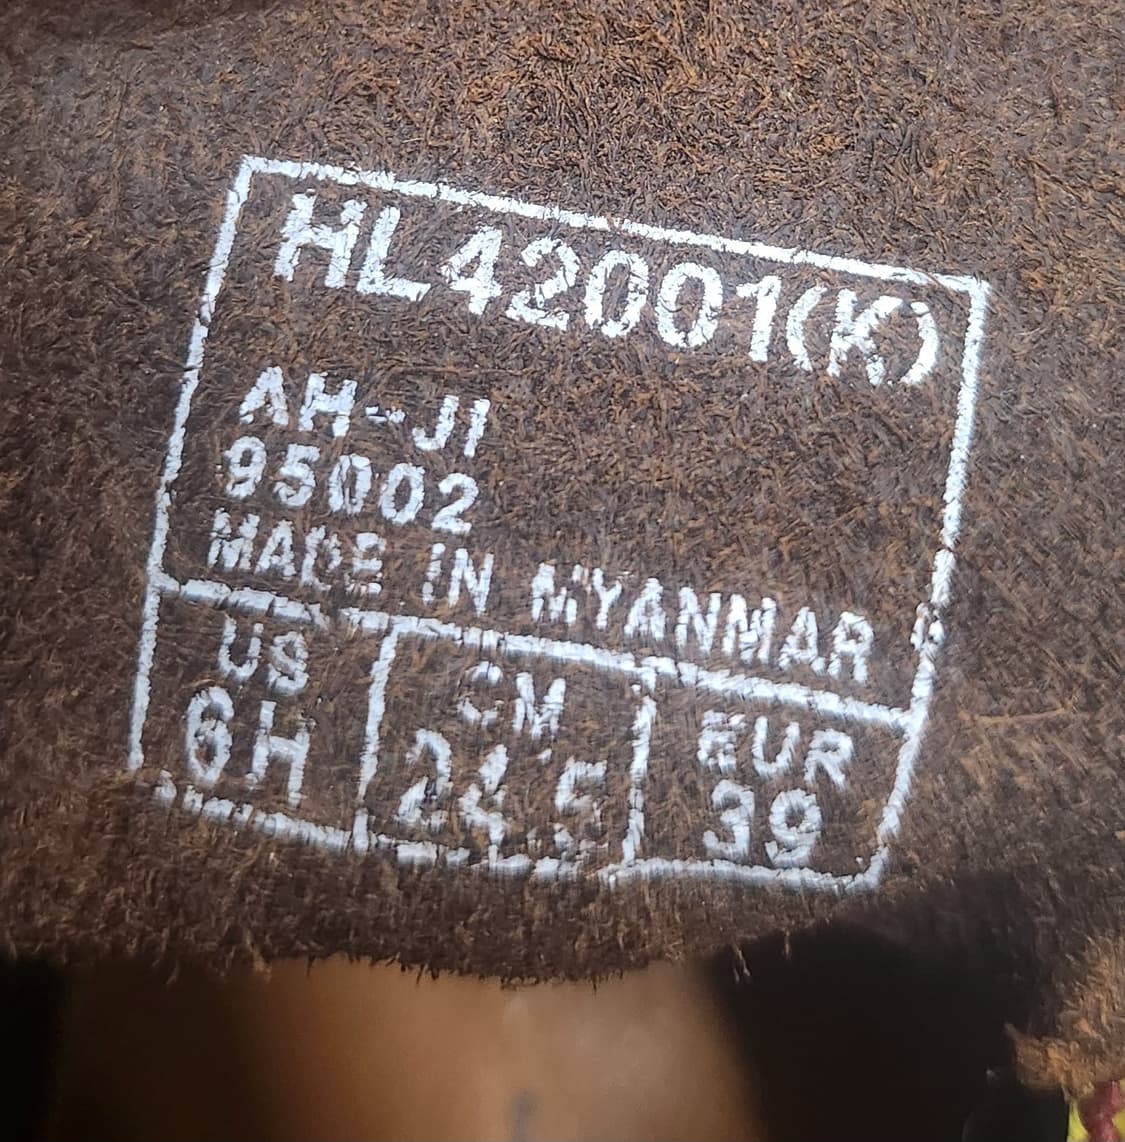 HL42001(K)
AH-JI
95002
MADE IN MYANMAR
US CM EUR
6H 24.5 39